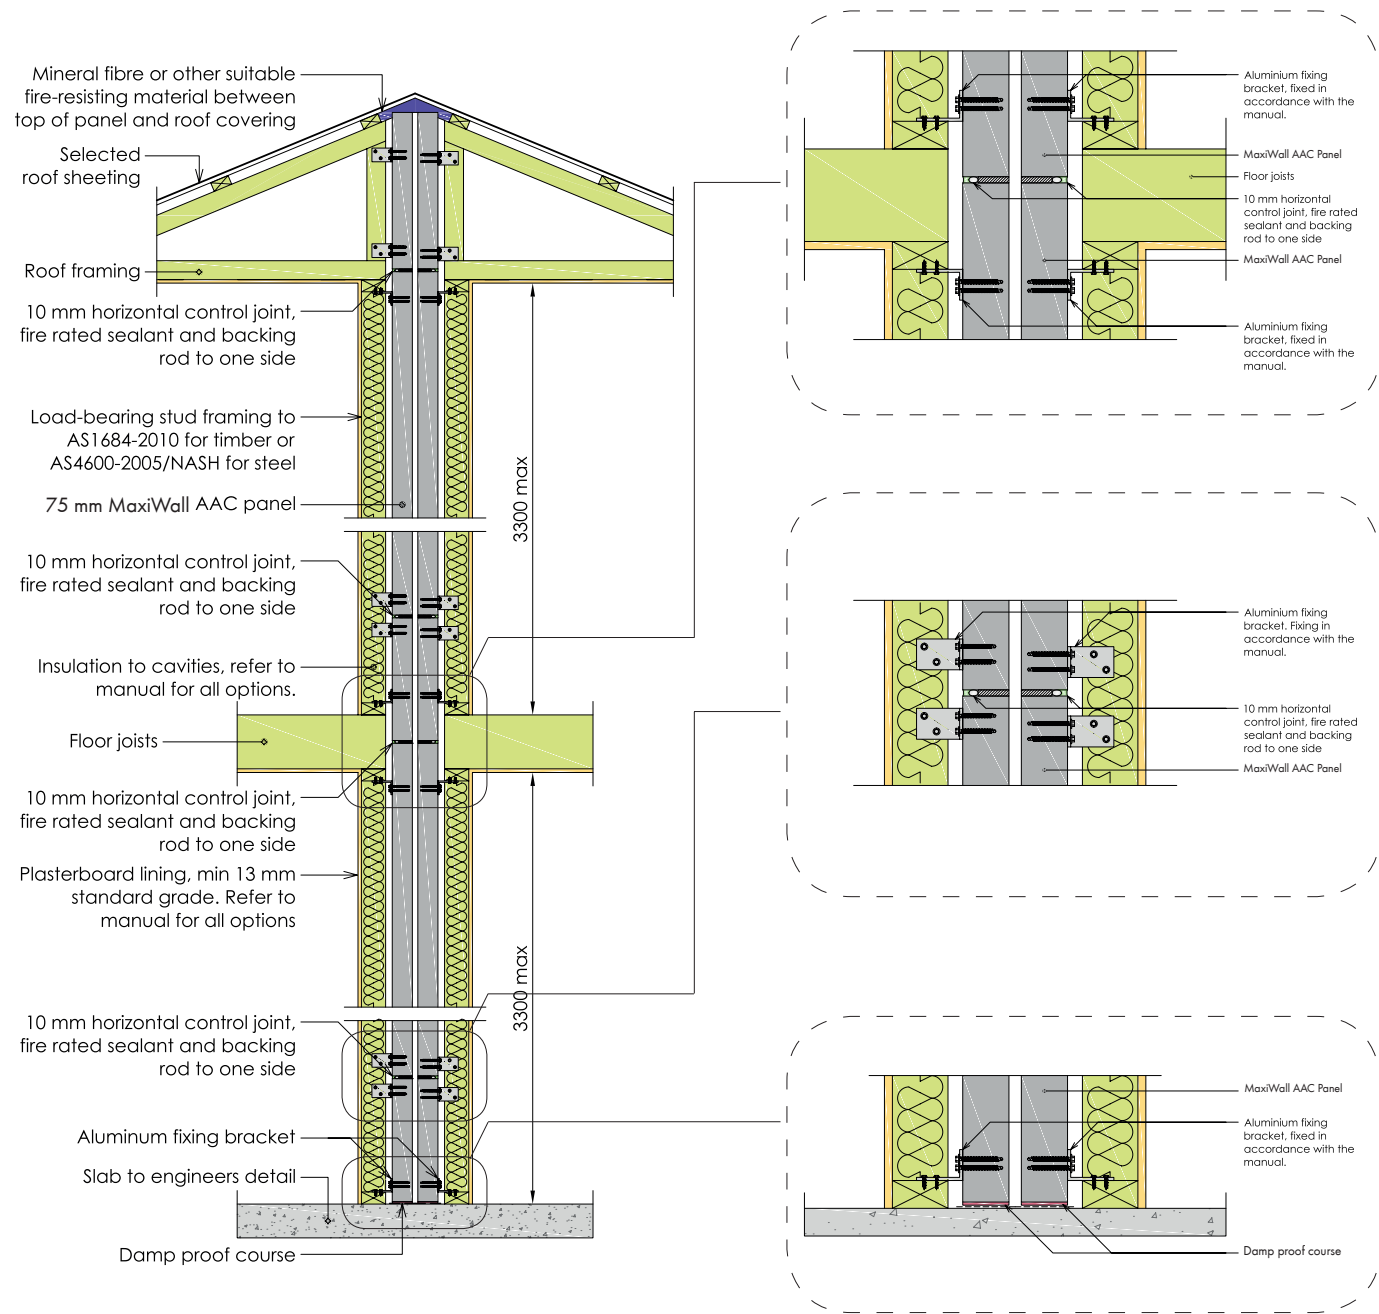 Mineral fibre or other suitable
fire-resisting material between
top of panel and roof covering
Selected
roof sheeting
Roof framing
10 mm horizontal control joint,
fire rated sealant and backing
rod to one side
Load-bearing stud framing to
AS1684-2010 for timber or
AS4600-2005/NASH for steel
75 mm MaxiWall AAC panel
10 mm horizontal control joint,
fire rated sealant and backing
rod to one side
Insulation to cavities, refer to
manual for all options.
Floor joists
10 mm horizontal control joint,
fire rated sealant and backing
rod to one side
Plasterboard lining, min 13 mm
standard grade. Refer to
manual for all options
10 mm horizontal control joint,
fire rated sealant and backing
rod to one side
Aluminum fixing bracket
Slab to engineers detail
Damp proof course
3300 max
3300 max
Aluminium fixing
bracket, fixed in
accordance with the
manual.
MaxiWall AAC Panel
Floor joists
10 mm horizontal
control joint, fire rated
sealant and backing
rod to one side
MaxiWall AAC Panel
Aluminium fixing
bracket, fixed in
accordance with the
manual.
Aluminium fixing
bracket. Fixing in
accordance with the
manual.
10 mm horizontal
control joint, fire rated
sealant and backing
rod to one side
MaxiWall AAC Panel
MaxiWall AAC Panel
Aluminium fixing
bracket, fixed in
accordance with the
manual.
Damp proof course